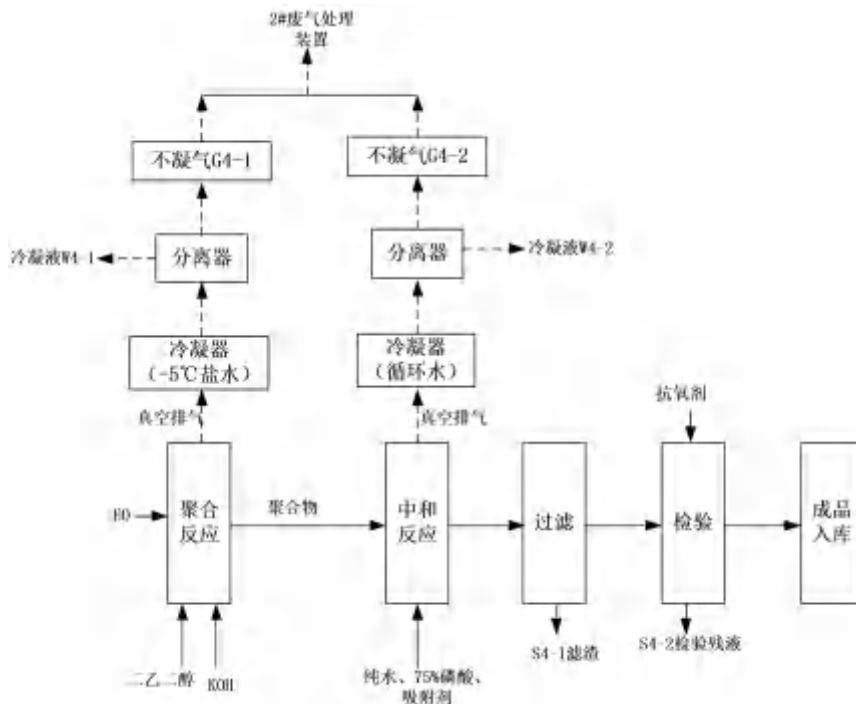 2#废气处理
装置
不凝气G4-1
不凝气G4-2
冷凝液W4-1
分离器
分离器
冷凝液W4-2
冷凝器
（-5℃盐水）
冷凝器
（循环水）
真空排气
真空排气
抗氧剂
EO
聚合
反应
聚合物
中和
反应
过滤
检验
成品
入库
二乙二醇
KOH
纯水、75%磷酸、
吸附剂
S4-1滤渣
S4-2检验残液